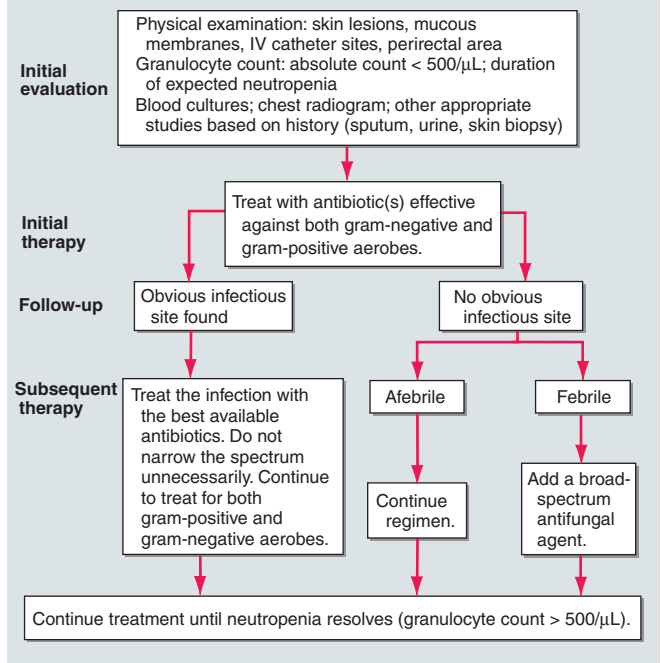 Initial
evaluation
Physical examination: skin lesions, mucous
membranes, IV catheter sites, perirectal area
Granulocyte count: absolute count < 500/μL; duration
of expected neutropenia
Blood cultures; chest radiogram; other appropriate
studies based on history (sputum, urine, skin biopsy)
Initial
therapy
Treat with antibiotic(s) effective
against both gram-negative and
gram-positive aerobes.
Follow-up
Obvious infectious
site found
No obvious
infectious site
Subsequent
therapy
Treat the infection with
the best available
antibiotics. Do not
narrow the spectrum
unnecessarily. Continue
to treat for both
gram-positive and
gram-negative aerobes.
Afebrile
Febrile
Continue
regimen.
Add a broad-
spectrum
antifungal
agent.
Continue treatment until neutropenia resolves (granulocyte count > 500/μL).